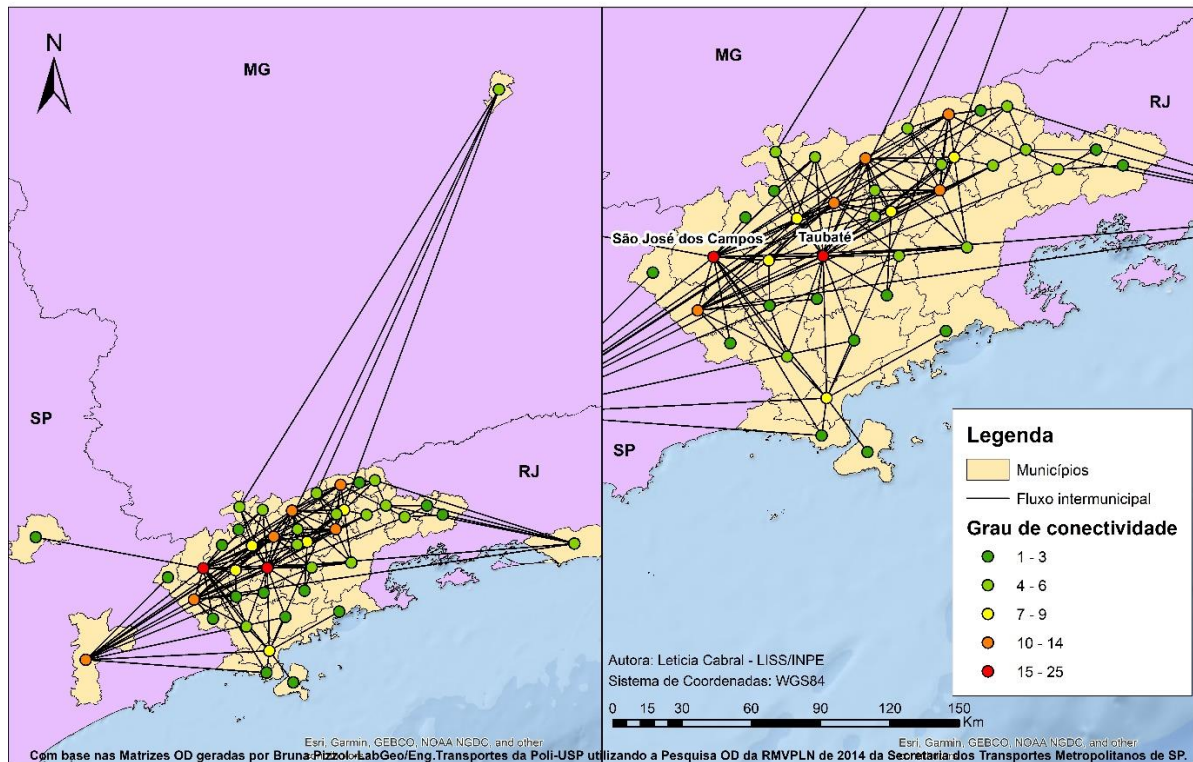 N
MG
SP
RJ
MG
RJ
São José dos Campos
Taubaté
SP
Legenda
Municípios
Fluxo intermunicipal
Grau de conectividade
1 - 3
4 - 6
7 - 9
10 - 14
15 - 25
Autora: Leticia Cabral - LISS/INPE
Sistema de Coordenadas: WGS84
0 15 30 60 90 120 150
Km
Esri, Garmin, GEBCO, NOAA NGDC, and other
Esri, Garmin, GEBCO, NOAA NGDC, and other
Com base nas Matrizes OD geradas por Bruna Pizzol - LabGeo/Eng.Transportes da Poli-USP utilizando a Pesquisa OD da RMVPLN de 2014 da Secretaria dos Transportes Metropolitanos de SP.